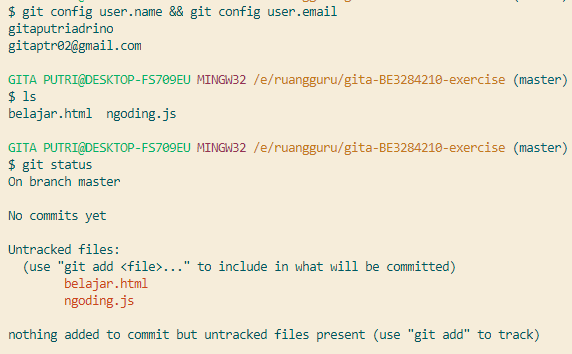 $ git config user.name && git config user.email
gitaputriadrino
gitaptr02@gmail.com
GITA PUTRI@DESKTOP-FS709EU MINGW32 /e/ruangguru/gita-BE3284210-exercise (master)
$ ls
belajar.html  ngoding.js
GITA PUTRI@DESKTOP-FS709EU MINGW32 /e/ruangguru/gita-BE3284210-exercise (master)
$ git status
On branch master
No commits yet
Untracked files:
  (use "git add <file>..." to include in what will be committed)
        belajar.html
        ngoding.js
nothing added to commit but untracked files present (use "git add" to track)